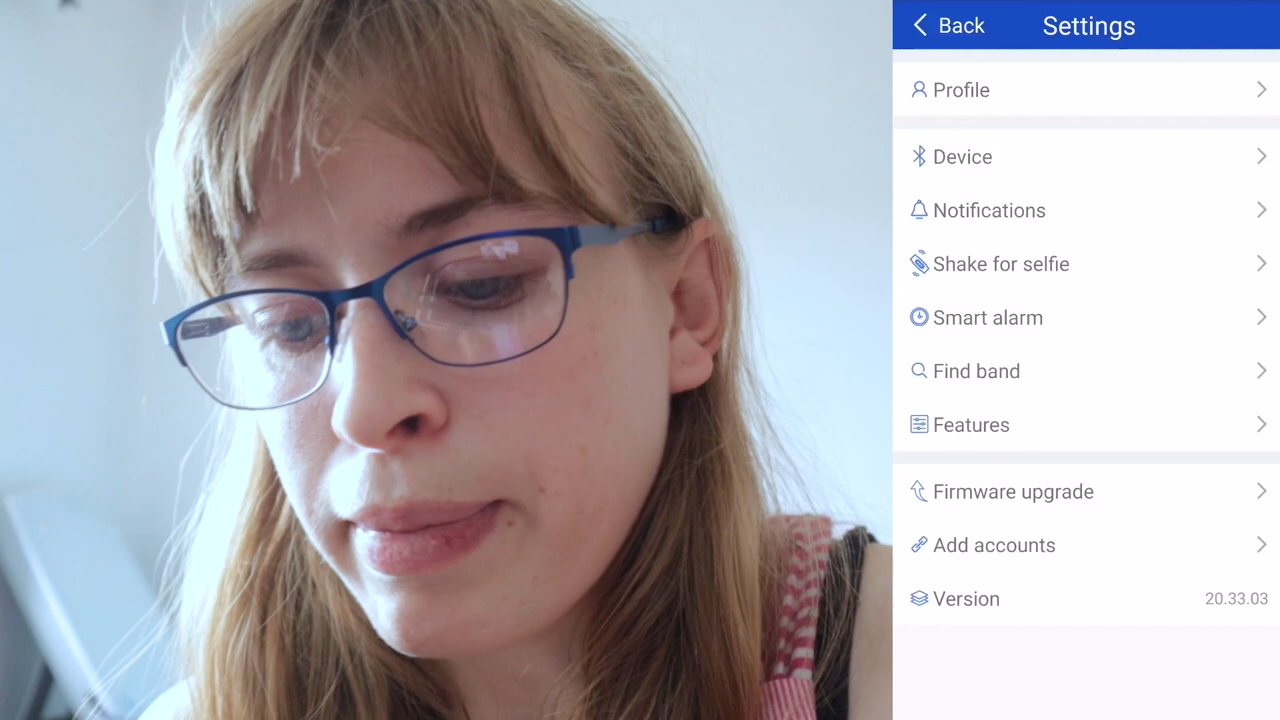 Back Settings
Profile
Device
Notifications
Shake for selfie
Smart alarm
Find band
Features
Firmware upgrade
Add accounts
Version 20.33.03